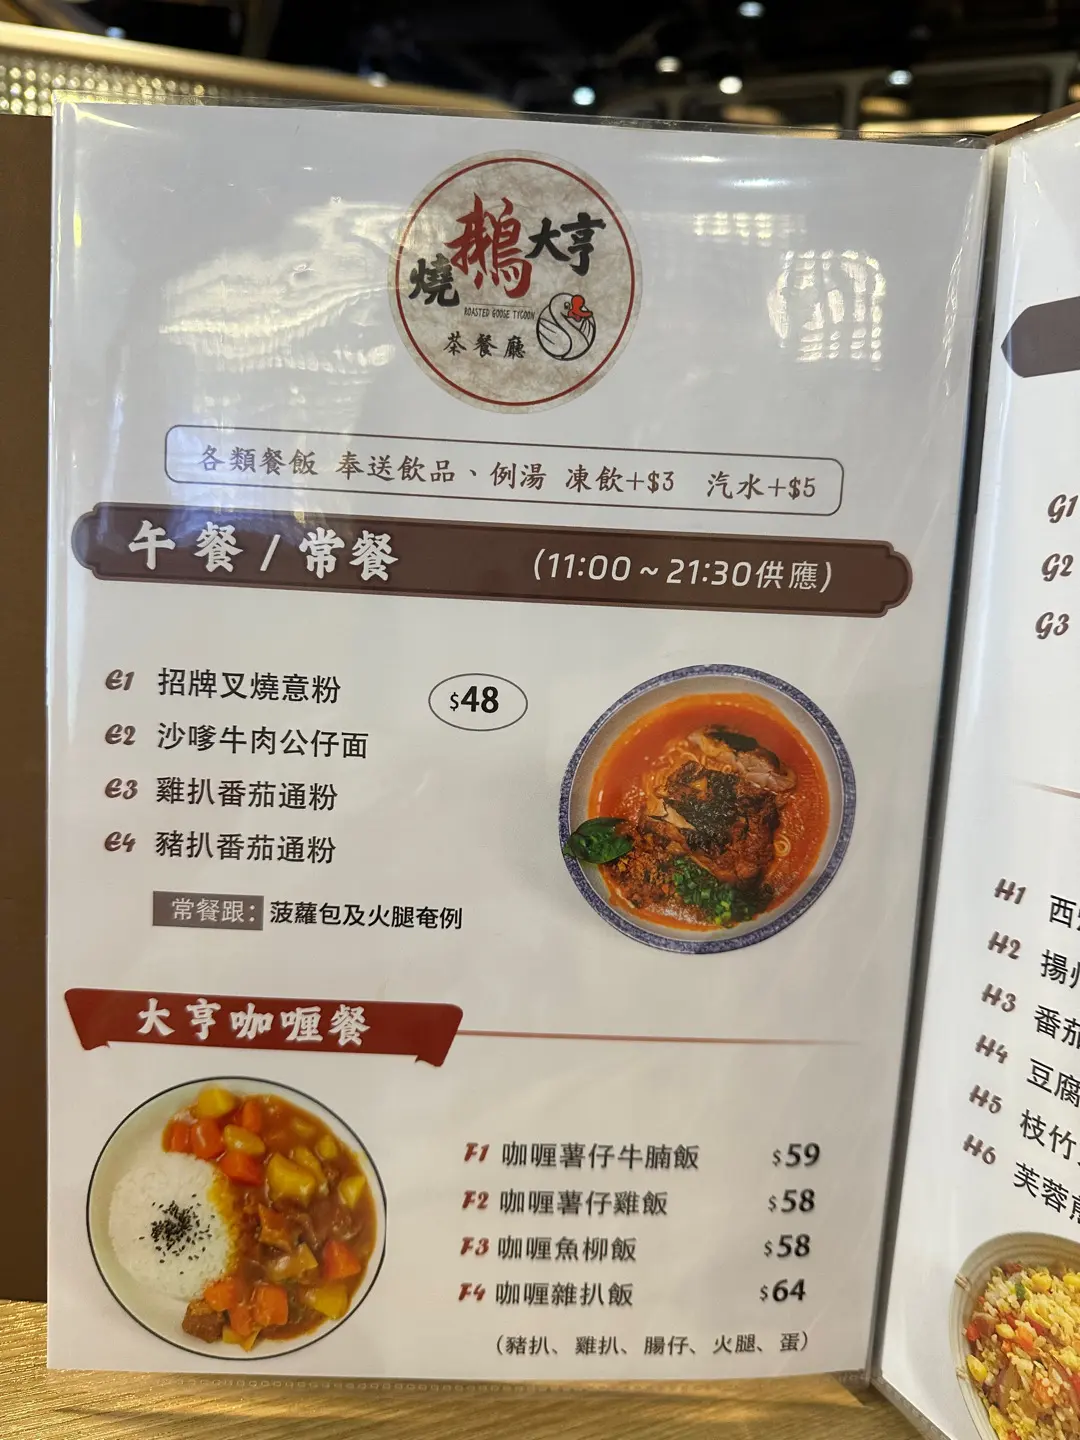 燒鵝大亨
ROASTED GOOSE TYCOON
茶餐廳
各類餐飯 奉送飲品、例湯 凍飲+$3 汽水+$5
午餐/常餐 (11:00~21:30供應)
E1 招牌叉燒意粉 $48
E2 沙嗲牛肉公仔面
E3 雞扒番茄通粉
E4 豬扒番茄通粉
常餐跟: 菠蘿包及火腿奄例
大亨咖喱餐
F1 咖喱薯仔牛腩飯 $59
F2 咖喱薯仔雞飯 $58
F3 咖喱魚柳飯 $58
F4 咖喱雜扒飯 $64
(豬扒、雞扒、腸仔、火腿、蛋)
G1
G2
G3
H1 西
H2 揚州
H3 番茄
H4 豆腐
H5 枝竹
H6 芙蓉煎